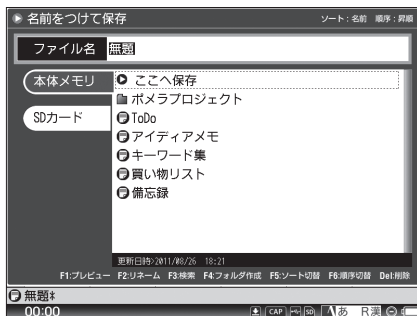 名前をつけて保存 ソート:名前 順序:昇順
ファイル名 無題
本体メモリ
SDカード
ここへ保存
ポメラプロジェクト
ToDo
アイディアメモ
キーワード集
買い物リスト
備忘録
更新日時>2011/08/26 18:21
F1:プレビュー F2:リネーム F3:検索 F4:フォルダ作成 F5:ソート切替 F6:順序切替 Del:削除
無題*
00:00 CAP SD あ R漢